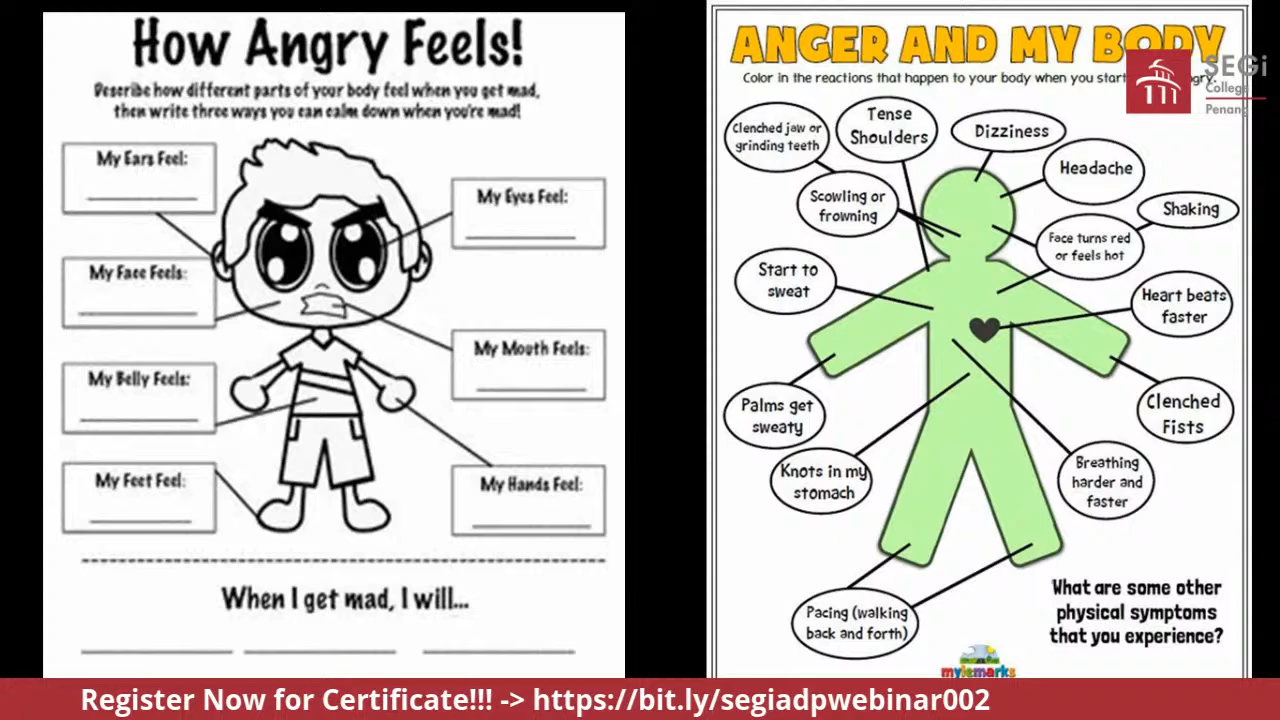 How Angry Feels!
Describe how different parts of your body feel when you get mad,
then write three ways you can calm down when you're mad!
My Ears Feel:
My Eyes Feel:
My Face Feels:
My Mouth Feels:
My Belly Feels:
My Feet Feel:
My Hands Feel:
When I get mad, I will...
ANGER AND MY BODY
Color in the reactions that happen to your body when you start
SEGi
College
Penang
Clenched jaw or
grinding teeth
Tense
Shoulders
Dizziness
Headache
Scowling or
frowning
Shaking
Face turns red
or feels hot
Start to
sweat
Heart beats
faster
Palms get
sweaty
Clenched
Fists
Knots in my
stomach
Breathing
harder and
faster
Pacing (walking
back and forth)
What are some other
physical symptoms
that you experience?
mylemarks
Register Now for Certificate!!! -> https://bit.ly/segiadpwebinar002